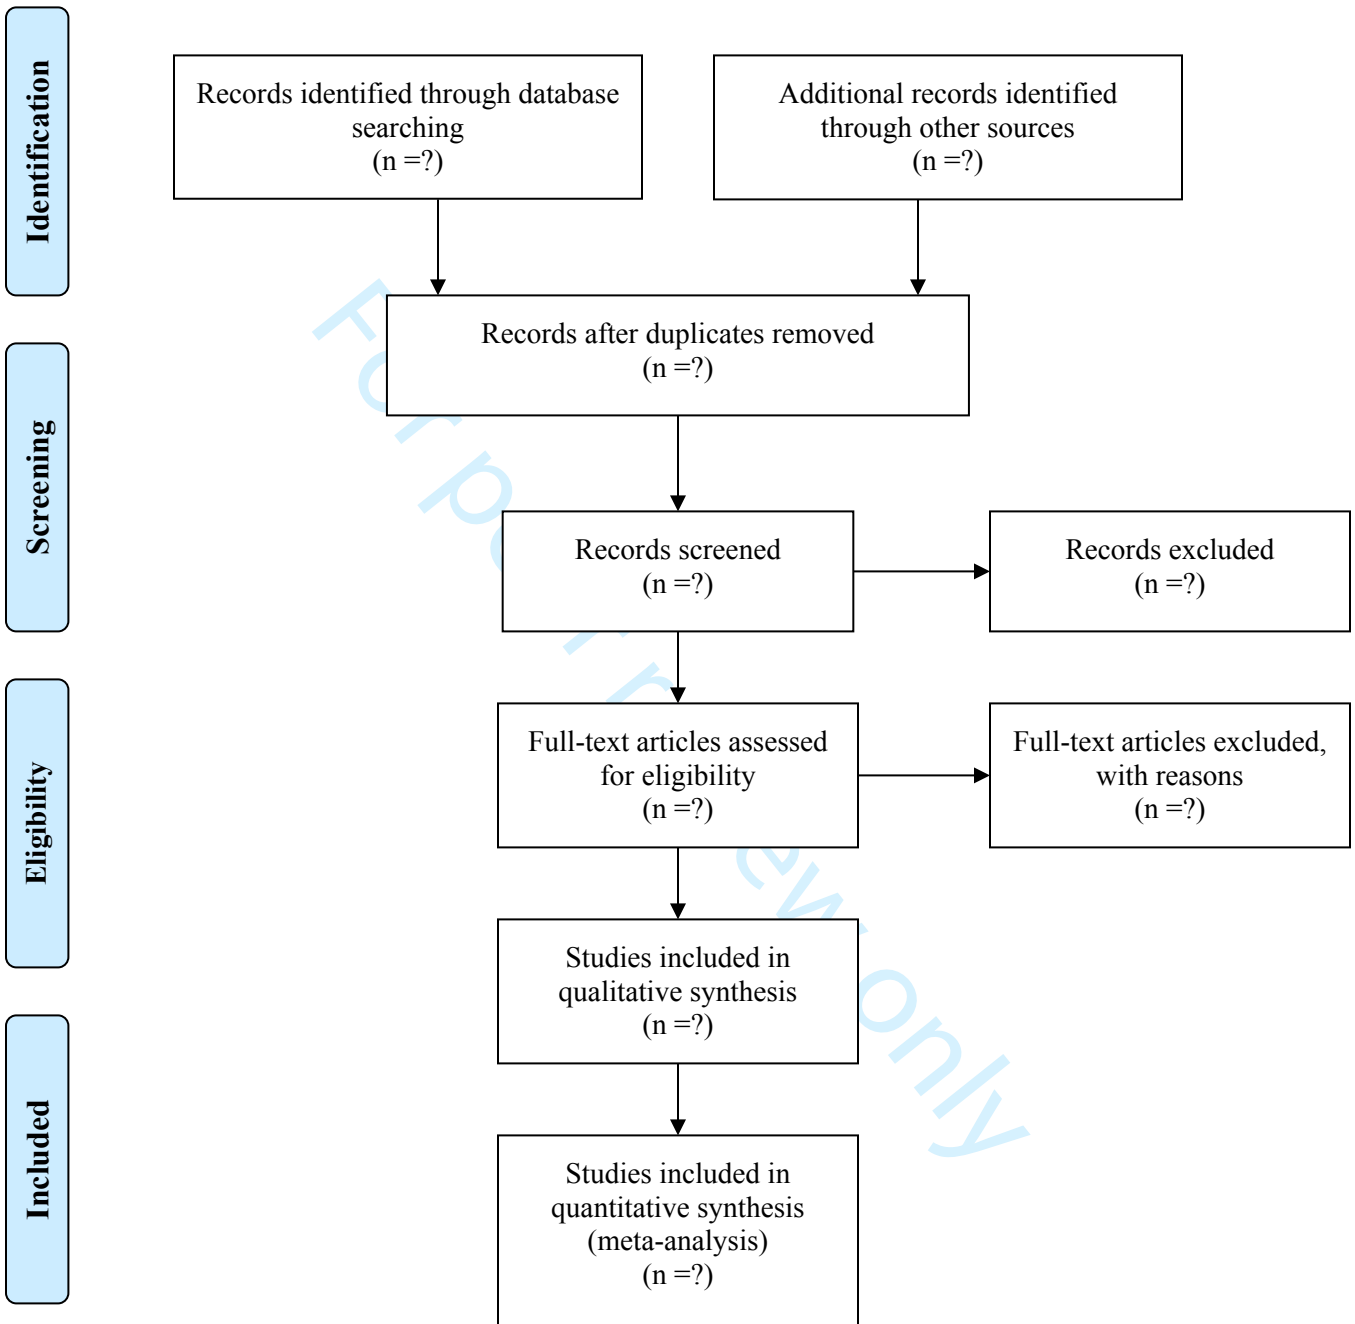 Identification
Records identified through database
searching
(n =?)
Additional records identified
through other sources
(n =?)
Records after duplicates removed
(n =?)
Screening
Records screened
(n =?)
Records excluded
(n =?)
Eligibility
Full-text articles assessed
for eligibility
(n =?)
Full-text articles excluded,
with reasons
(n =?)
Studies included in
qualitative synthesis
(n =?)
Included
Studies included in
quantitative synthesis
(meta-analysis)
(n =?)
For peer review only